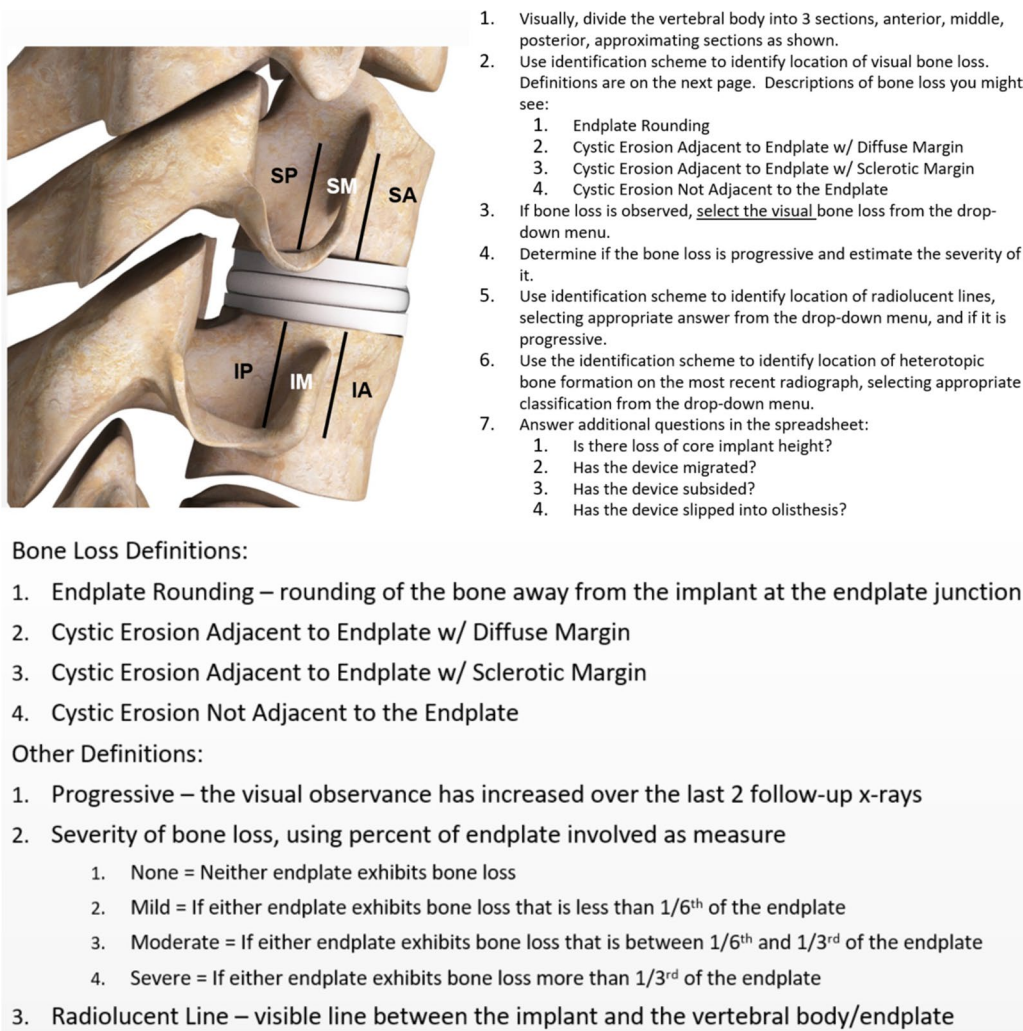 SP
SM
SA
IP
IM
IA
1. Visually, divide the vertebral body into 3 sections, anterior, middle,
posterior, approximating sections as shown.
2. Use identification scheme to identify location of visual bone loss.
Definitions are on the next page. Descriptions of bone loss you might
see:
1. Endplate Rounding
2. Cystic Erosion Adjacent to Endplate w/ Diffuse Margin
3. Cystic Erosion Adjacent to Endplate w/ Sclerotic Margin
4. Cystic Erosion Not Adjacent to the Endplate
3. If bone loss is observed, select the visual bone loss from the drop-
down menu.
4. Determine if the bone loss is progressive and estimate the severity of
it.
5. Use identification scheme to identify location of radiolucent lines,
selecting appropriate answer from the drop-down menu, and if it is
progressive.
6. Use the identification scheme to identify location of heterotopic
bone formation on the most recent radiograph, selecting appropriate
classification from the drop-down menu.
7. Answer additional questions in the spreadsheet:
1. Is there loss of core implant height?
2. Has the device migrated?
3. Has the device subsided?
4. Has the device slipped into olisthesis?
Bone Loss Definitions:
1. Endplate Rounding – rounding of the bone away from the implant at the endplate junction
2. Cystic Erosion Adjacent to Endplate w/ Diffuse Margin
3. Cystic Erosion Adjacent to Endplate w/ Sclerotic Margin
4. Cystic Erosion Not Adjacent to the Endplate
Other Definitions:
1. Progressive – the visual observance has increased over the last 2 follow-up x-rays
2. Severity of bone loss, using percent of endplate involved as measure
1. None = Neither endplate exhibits bone loss
2. Mild = If either endplate exhibits bone loss that is less than 1/6th of the endplate
3. Moderate = If either endplate exhibits bone loss that is between 1/6th and 1/3rd of the endplate
4. Severe = If either endplate exhibits bone loss more than 1/3rd of the endplate
3. Radiolucent Line – visible line between the implant and the vertebral body/endplate